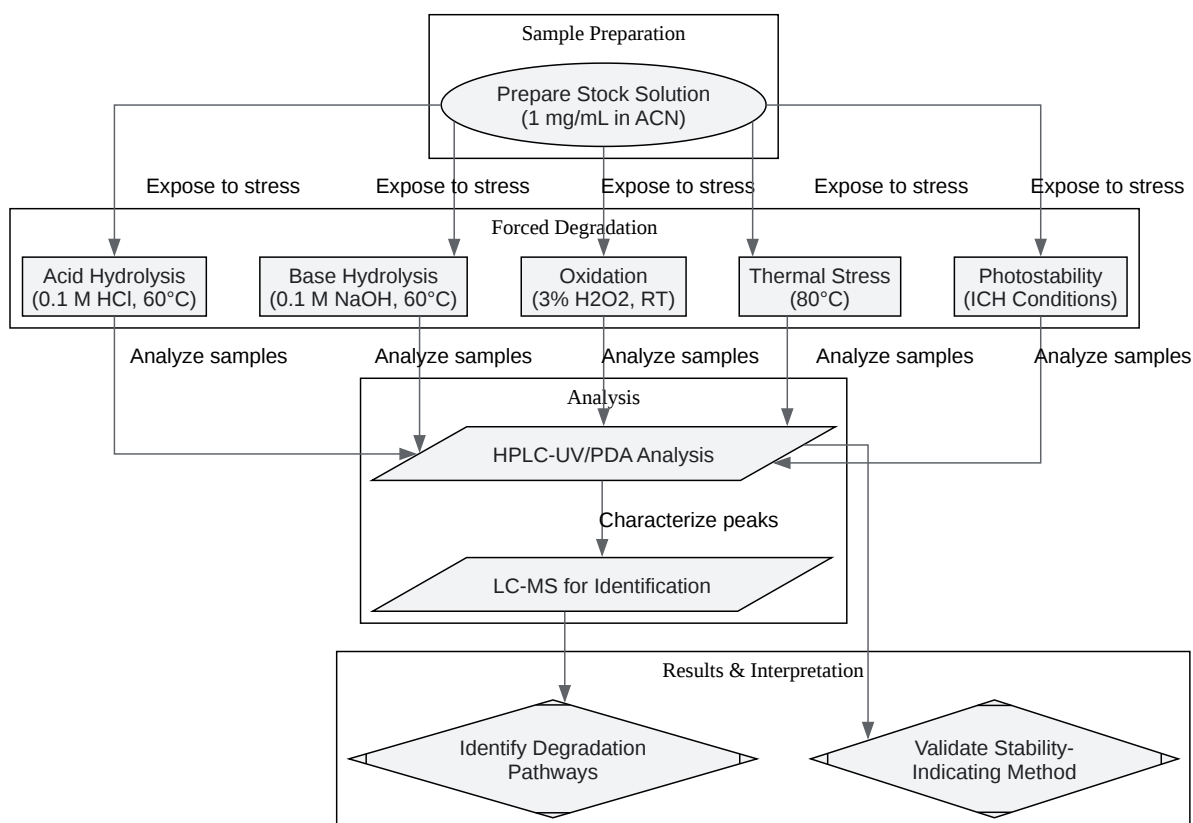 Sample Preparation
Prepare Stock Solution
(1 mg/mL in ACN)
Expose to stress
Expose to stress
Expose to stress
Expose to stress
Expose to stress
Forced Degradation
Acid Hydrolysis
(0.1 M HCl, 60°C)
Base Hydrolysis
(0.1 M NaOH, 60°C)
Oxidation
(3% H2O2, RT)
Thermal Stress
(80°C)
Photostability
(ICH Conditions)
Analyze samples
Analyze samples
Analyze samples
Analyze samples
Analyze samples
Analysis
HPLC-UV/PDA Analysis
Characterize peaks
LC-MS for Identification
Results & Interpretation
Identify Degradation
Pathways
Validate Stability-
Indicating Method